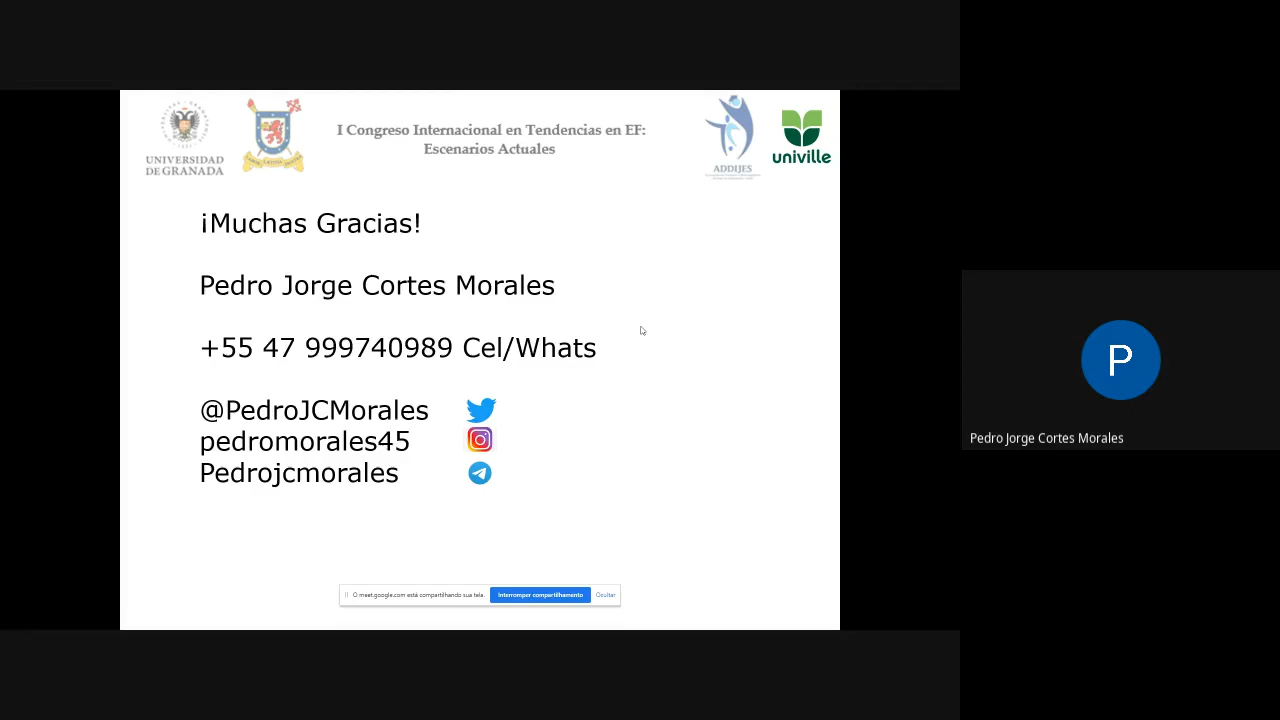 UNIVERSIDAD
DE GRANADA
I Congreso Internacional en Tendencias en EF:
Escenarios Actuales
ADDIJES
univille
¡Muchas Gracias!
Pedro Jorge Cortes Morales
+55 47 999740989 Cel/Whats
@PedroJCMorales
pedromorales45
Pedrojcmorales
P
Pedro Jorge Cortes Morales
O meet.google.com está compartilhando sua tela.
Interromper compartilhamento
Ocultar